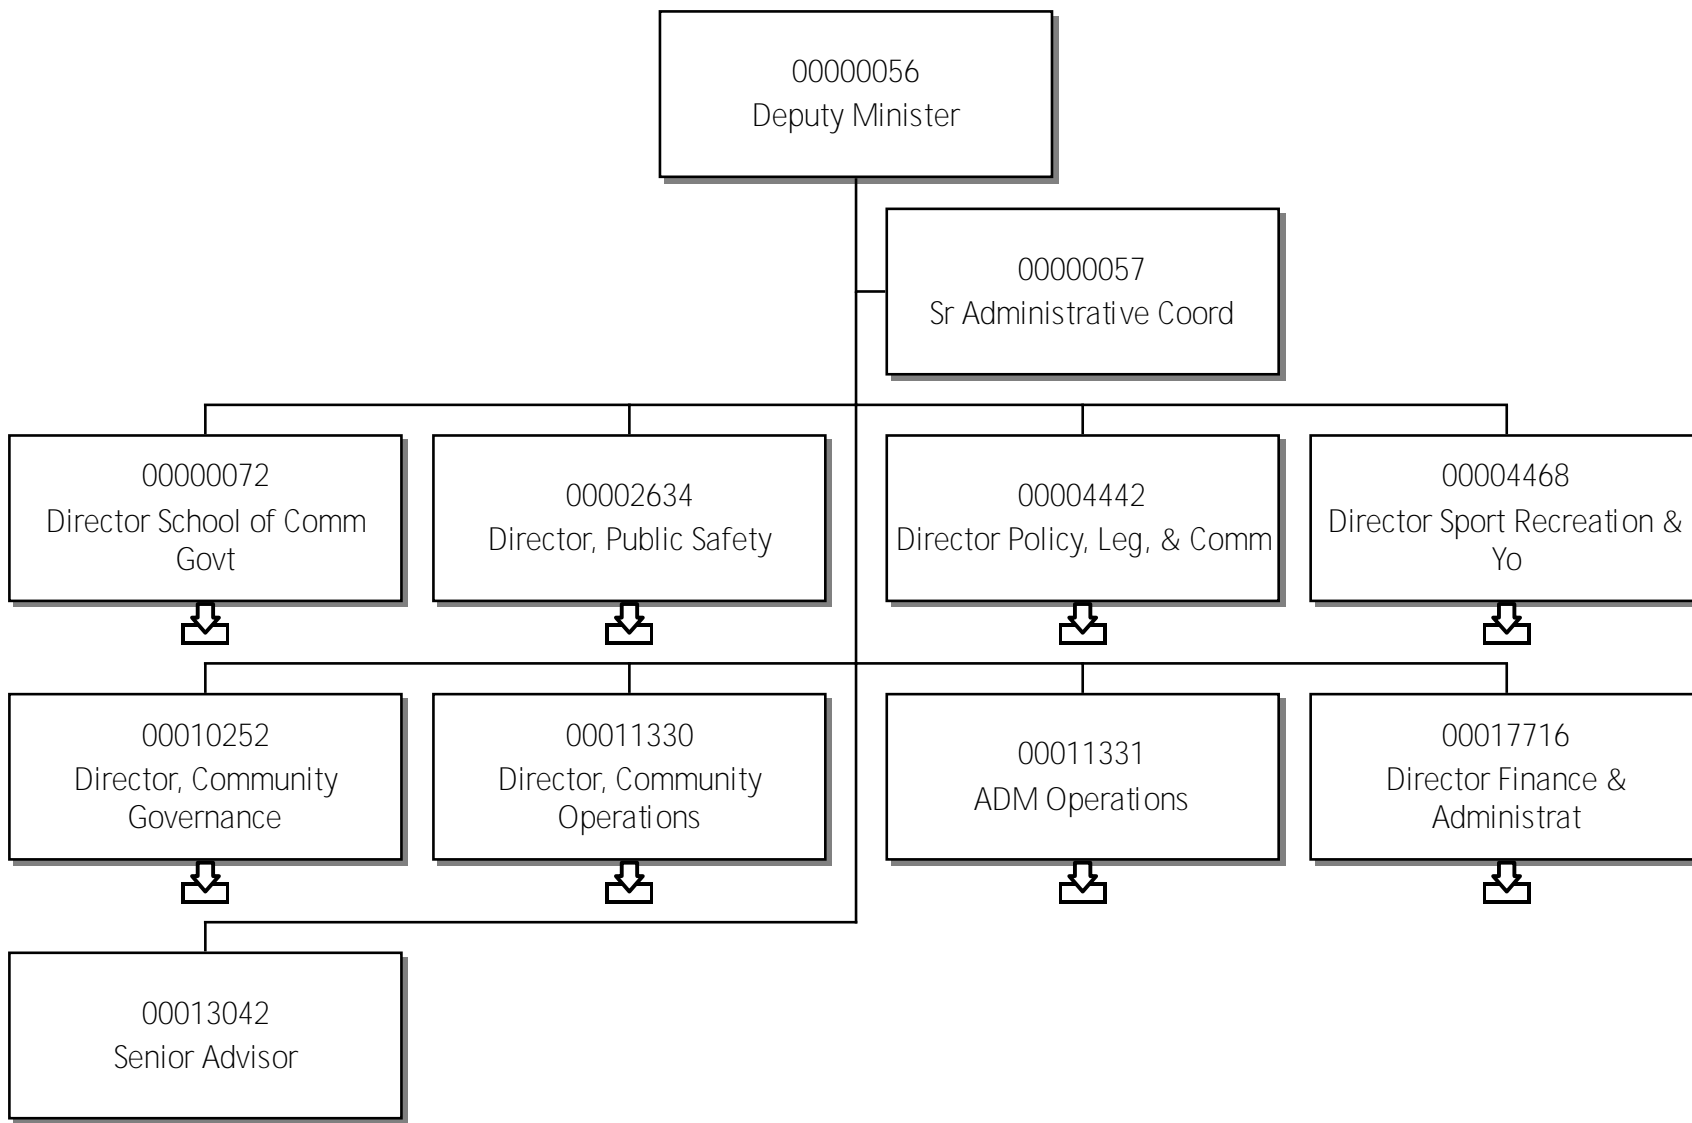 00000056
Deputy Minister
00000057
Sr Administrative Coord
00000072
Director School of Comm
Govt
00002634
Director, Public Safety
00004442
Director Policy, Leg, & Comm
00004468
Director Sport Recreation &
Yo
00010252
Director, Community
Governance
00011330
Director, Community
Operations
00011331
ADM Operations
00017716
Director Finance &
Administrat
00013042
Senior Advisor